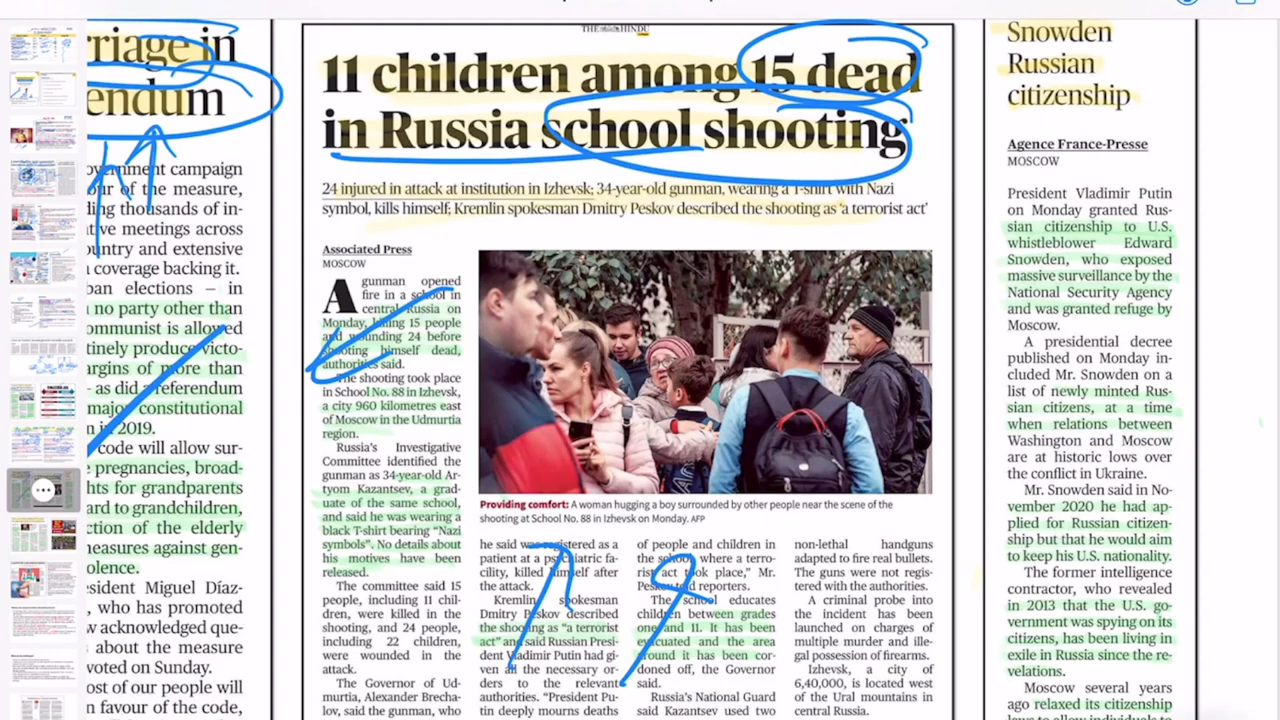 rriage in
endum
overnment campaign
our of the measure,
ding thousands of in-
tive meetings across
ountry and extensive
coverage backing it.
ban elections – in
no party other than
ommunist is allowed
tinely produce victo-
argins of more than
— as did a referendum
major constitutional
n in 2019.
code will allow sur-
e pregnancies, broad-
hts for grandparents
ard to grandchildren,
ction of the elderly
measures against gen-
olence.
esident Miguel Díaz-
, who has promoted
w acknowledged que-
s about the measure
voted on Sunday
ost of our people will
n favour of the code,
THE HINDU
11 children among 15 dead
in Russia school shooting
24 injured in attack at institution in Izhevsk; 34-year-old gunman, wearing a T-shirt with Nazi
symbol, kills himself; Kremlin spokesman Dmitry Peskov described the shooting as ‘a terrorist act’
Associated Press
MOSCOW
A gunman opened
fire in a school in
central Russia on
Monday, killing 15 people
and wounding 24 before
shooting himself dead,
authorities said.
The shooting took place
in School No. 88 in Izhevsk,
a city 960 kilometres east
of Moscow in the Udmurtia
region.
Russia’s Investigative
Committee identified the
gunman as 34-year-old Ar-
tyom Kazantsev, a grad-
uate of the same school,
and said he was wearing a
black T-shirt bearing “Nazi
symbols”. No details about
his motives have been
released.
The committee said 15
people, including 11 chil-
dren, were killed in the
shooting, and 24 people,
including 22 children,
were wounded in the
attack.
The Governor of Ud-
murtia, Alexander Brecha-
lov, said the gunman, who
Providing comfort: A woman hugging a boy surrounded by other people near the scene of the
shooting at School No. 88 in Izhevsk on Monday. AFP
he said was registered as a
patient at a psychiatric fa-
cility, killed himself after
the attack.
Kremlin spokesman
Dmitry Peskov described
the shooting as “a terrorist
act” and said Russian Presi-
dent Vladimir Putin had gi-
ven all the necessary or-
ders to the relevant
authorities. “President Pu-
tin deeply mourns deaths
of people and children in
the school where a terro-
rist act took place,” Mr.
Peskov told reporters.
The school educates
children between grades
one and 11. It has been
evacuated and the area
around it has been cor-
doned off, the Governor
said.
Russia’s National Guard
said Kazantsev used two
non-lethal handguns
adapted to fire real bullets.
The guns were not regis-
tered with the authorities.
A criminal probe into
the incident has been
launched on charges of
multiple murder and ille-
gal possession of firearms.
Izhevsk, a city of
6,40,000, is located west
of the Ural mountains in
central Russia.
Snowden
Russian
citizenship
Agence France-Presse
MOSCOW
President Vladimir Putin
on Monday granted Rus-
sian citizenship to U.S.
whistleblower Edward
Snowden, who exposed
massive surveillance by the
National Security Agency
and was granted refuge by
Moscow.
A presidential decree
published on Monday in-
cluded Mr. Snowden on a
list of newly minted Rus-
sian citizens, at a time
when relations between
Washington and Moscow
are at historic lows over
the conflict in Ukraine.
Mr. Snowden said in No-
vember 2020 he had ap-
plied for Russian citizen-
ship but that he would aim
to keep his U.S. nationality.
The former intelligence
contractor, who revealed
in 2013 that the U.S. go-
vernment was spying on its
citizens, has been living in
exile in Russia since the re-
velations.
Moscow several years
ago relaxed its citizenship
laws to allow individuals to